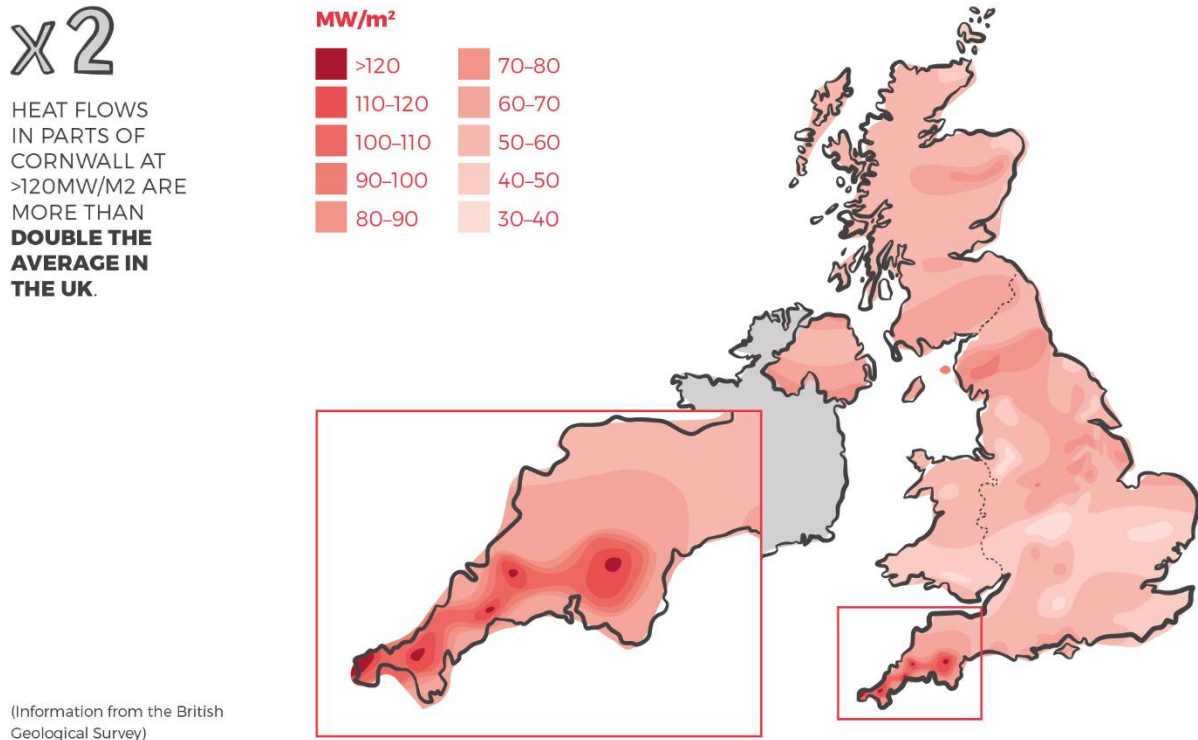 x 2
HEAT FLOWS
IN PARTS OF
CORNWALL AT
>120MW/M2 ARE
MORE THAN
DOUBLE THE
AVERAGE IN
THE UK.
(Information from the British
Geological Survey)
MW/m²
>120
110–120
100–110
90–100
80–90
70–80
60–70
50–60
40–50
30–40